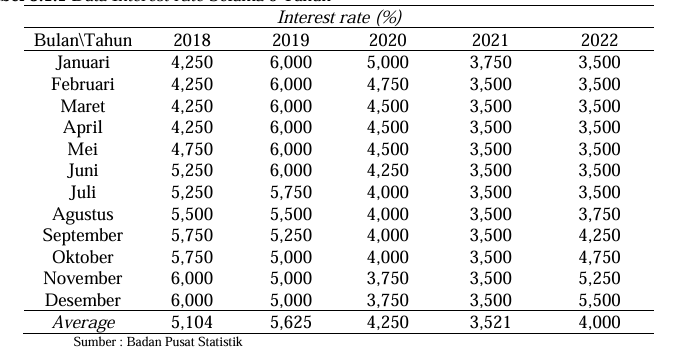 Interest rate (%)
Bulan\Tahun 2018 2019 2020 2021 2022
Januari 4,250 6,000 5,000 3,750 3,500
Februari 4,250 6,000 4,750 3,500 3,500
Maret 4,250 6,000 4,500 3,500 3,500
April 4,250 6,000 4,500 3,500 3,500
Mei 4,750 6,000 4,500 3,500 3,500
Juni 5,250 6,000 4,250 3,500 3,500
Juli 5,250 5,750 4,000 3,500 3,500
Agustus 5,500 5,500 4,000 3,500 3,750
September 5,750 5,250 4,000 3,500 4,250
Oktober 5,750 5,000 4,000 3,500 4,750
November 6,000 5,000 3,750 3,500 5,250
Desember 6,000 5,000 3,750 3,500 5,500
Average 5,104 5,625 4,250 3,521 4,000
Sumber : Badan Pusat Statistik